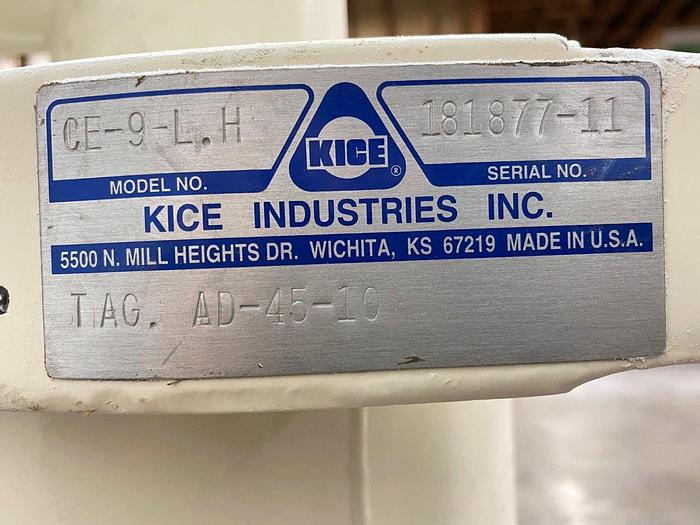 CE-9-L.H
MODEL NO.
KICE ®
181877-11
SERIAL NO.
KICE INDUSTRIES INC.
5500 N. MILL HEIGHTS DR. WICHITA, KS 67219 MADE IN U.S.A.
TAG. AD-45-10